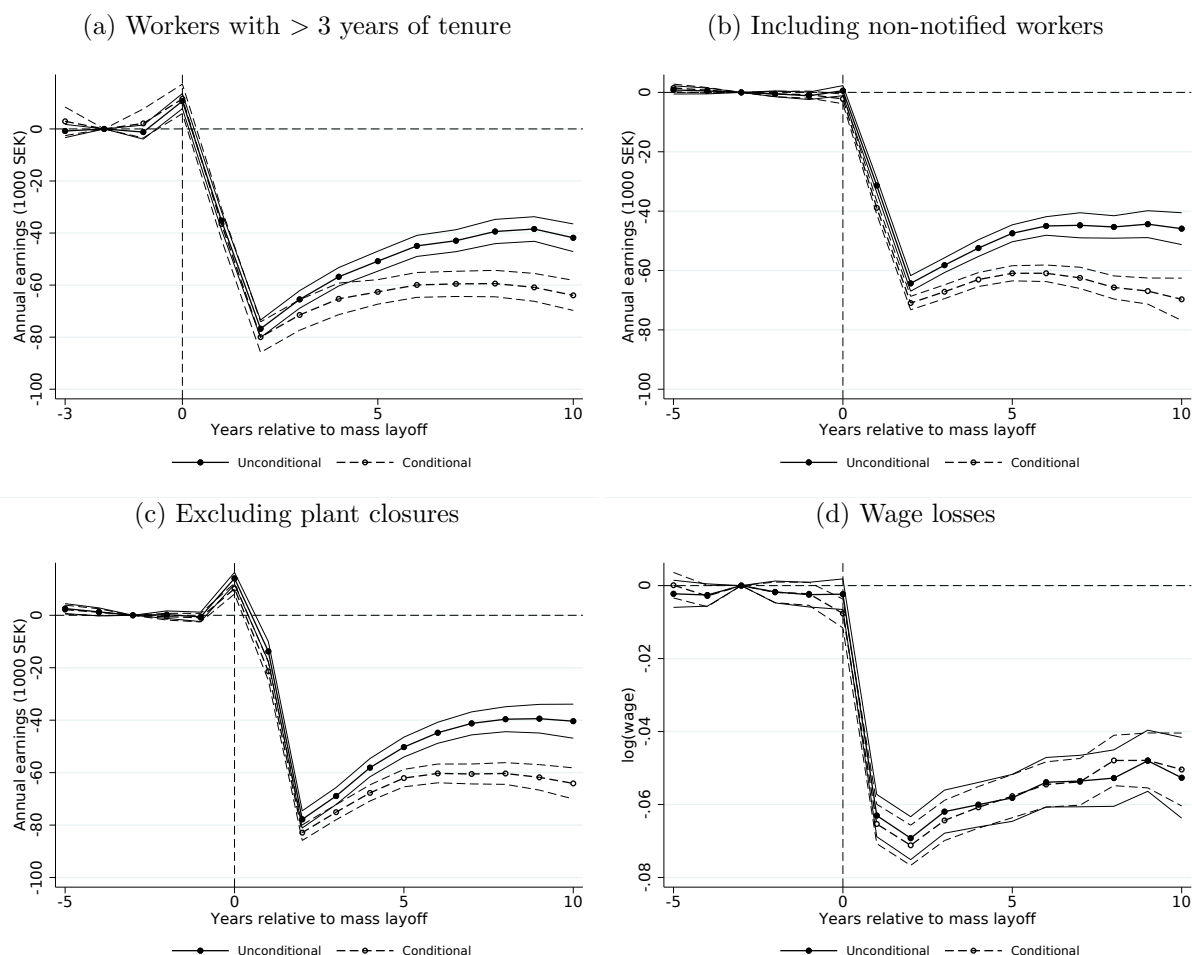 (a) Workers with > 3 years of tenure
Annual earnings (1000 SEK)
0
-20
-40
-60
-80
-100
-3 0 5 10
Years relative to mass layoff
Unconditional Conditional
(b) Including non-notified workers
Annual earnings (1000 SEK)
0
-20
-40
-60
-80
-100
-5 0 5 10
Years relative to mass layoff
Unconditional Conditional
(c) Excluding plant closures
Annual earnings (1000 SEK)
0
-20
-40
-60
-80
-100
-5 0 5 10
Years relative to mass layoff
Unconditional Conditional
(d) Wage losses
log(wage)
0
-.02
-.04
-.06
-.08
-5 0 5 10
Years relative to mass layoff
Unconditional Conditional